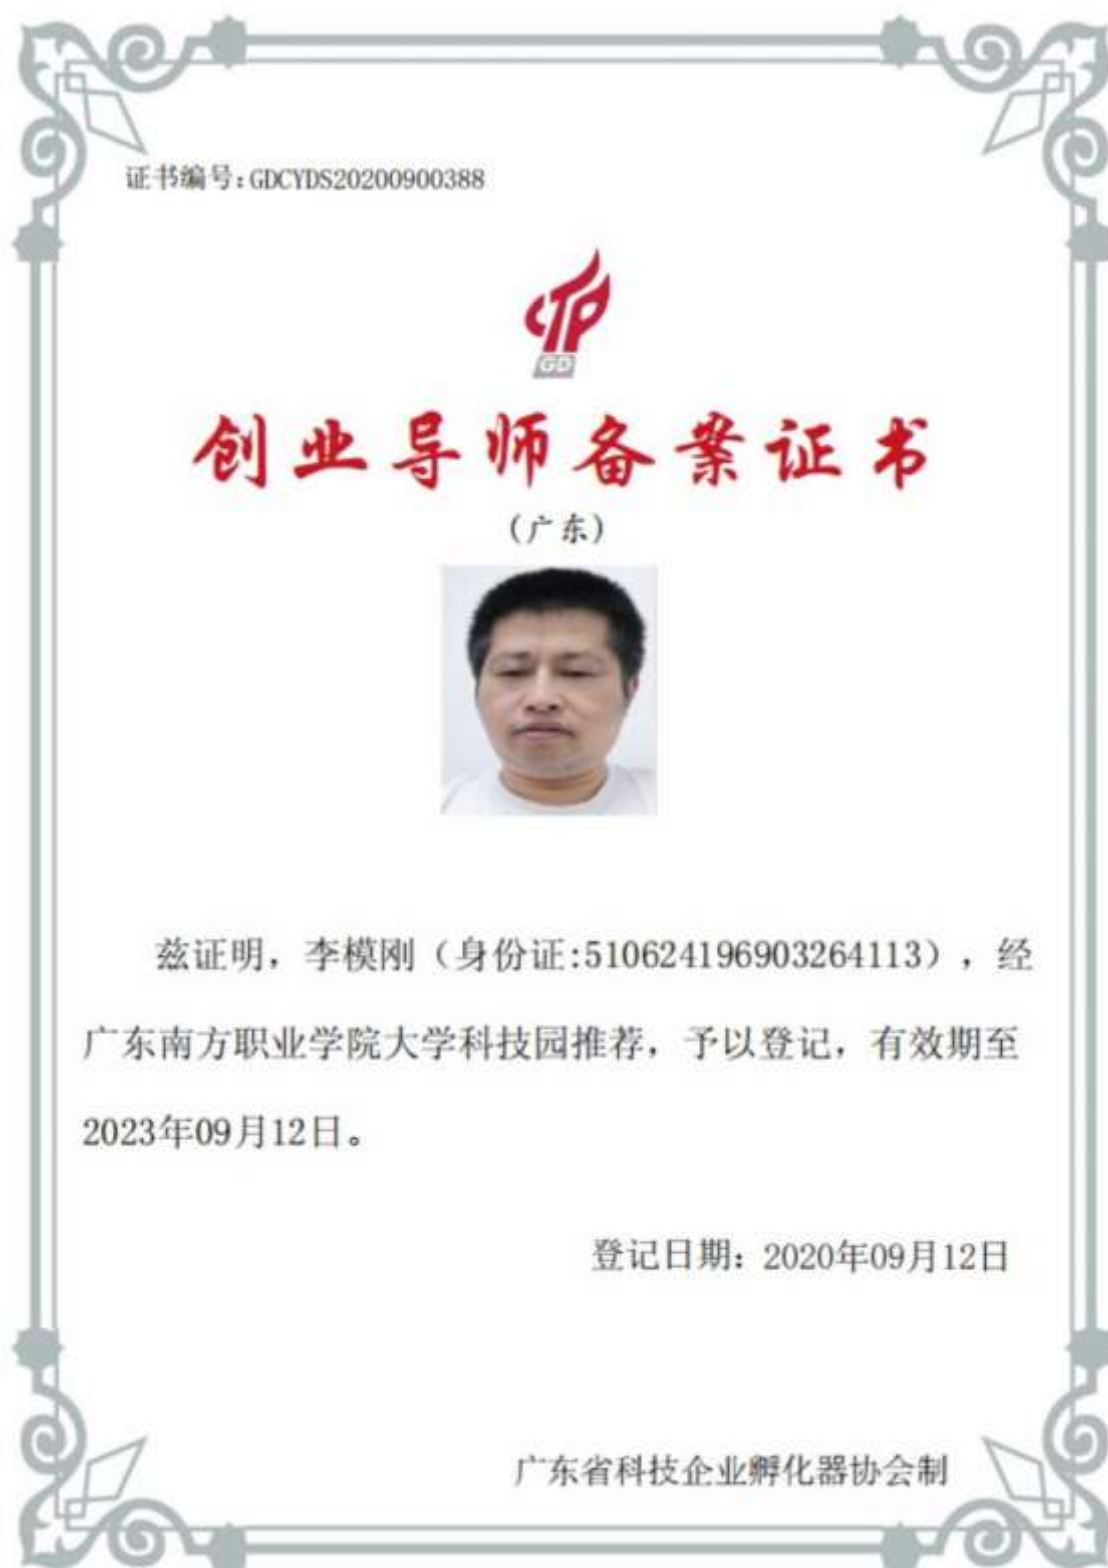 证书编号:GDCYDS20200900388
CTP
GD
创业导师备案证书
(广东)
兹证明，李模刚（身份证:510624196903264113），经
广东南方职业学院大学科技园推荐，予以登记，有效期至
2023年09月12日。
登记日期：2020年09月12日
广东省科技企业孵化器协会制